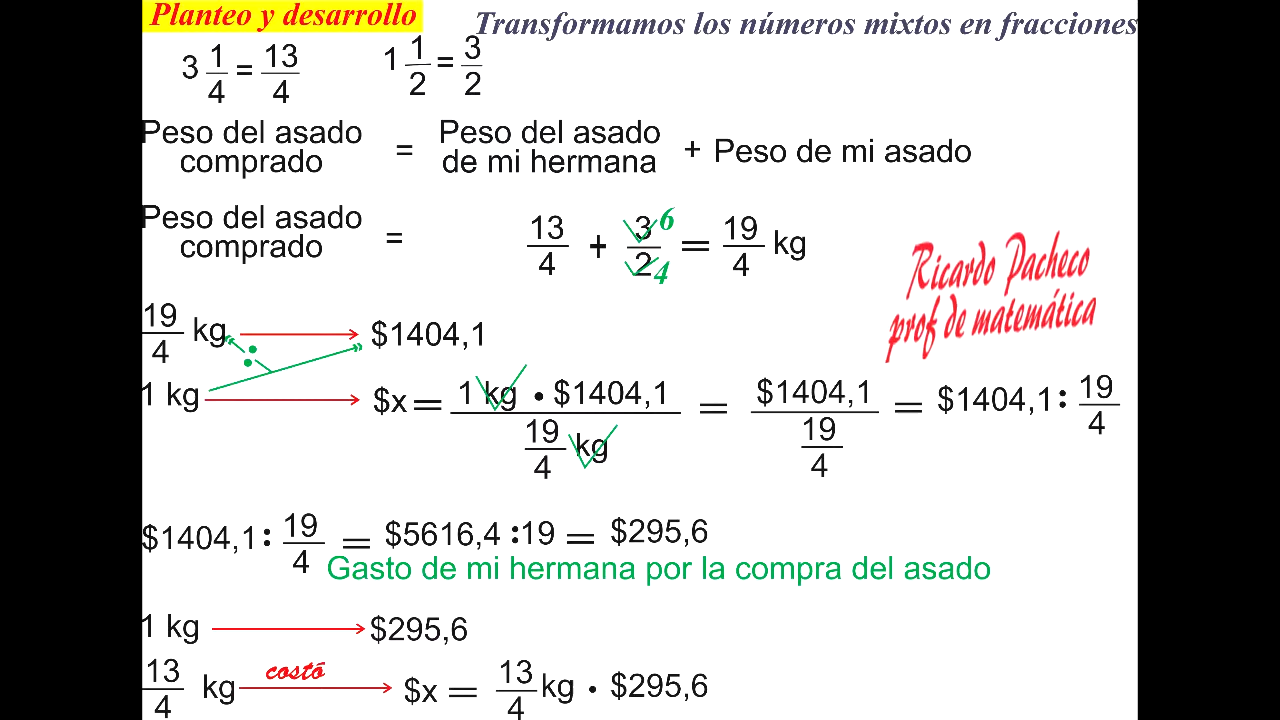 Planteo y desarrollo
Transformamos los números mixtos en fracciones
3 1/4 = 13/4
1 1/2 = 3/2
Peso del asado comprado = Peso del asado de mi hermana + Peso de mi asado
Peso del asado comprado = 13/4 + 3/2 = 19/4 kg
6
4
Ricardo Pacheco
prof de matemática
19/4 kg → $1404,1
1 kg → $x = 1 kg • $1404,1 / 19/4 kg = $1404,1 / 19/4 = $1404,1 : 19/4
$1404,1 : 19/4 = $5616,4 :19 = $295,6
Gasto de mi hermana por la compra del asado
1 kg → $295,6
costó
13/4 kg → $x = 13/4 kg • $295,6